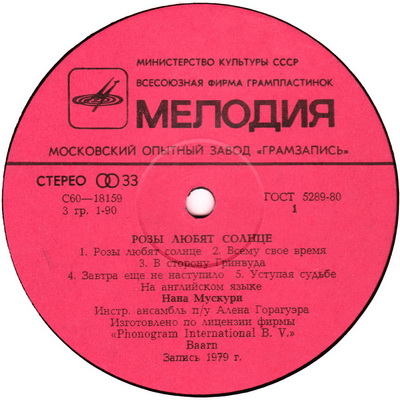 МИНИСТЕРСТВО КУЛЬТУРЫ СССР
ВСЕСОЮЗНАЯ ФИРМА ГРАМПЛАСТИНОК
МЕЛОДИЯ
МОСКОВСКИЙ ОПЫТНЫЙ ЗАВОД «ГРАМЗАПИСЬ»
СТЕРЕО 33
С60—18159 ГОСТ 5289-80
3 гр. 1-90 1
РОЗЫ ЛЮБЯТ СОЛНЦЕ
1. Розы любят солнце 2. Всему свое время
3. В сторону Гринвуда
4. Завтра еще не наступило 5. Уступая судьбе
На английском языке
Нана Мускури
Инстр. ансамбль п/у Алена Горагуэра
Изготовлено по лицензии фирмы
«Phonogram International B. V.»
Baarn
Запись 1979 г.